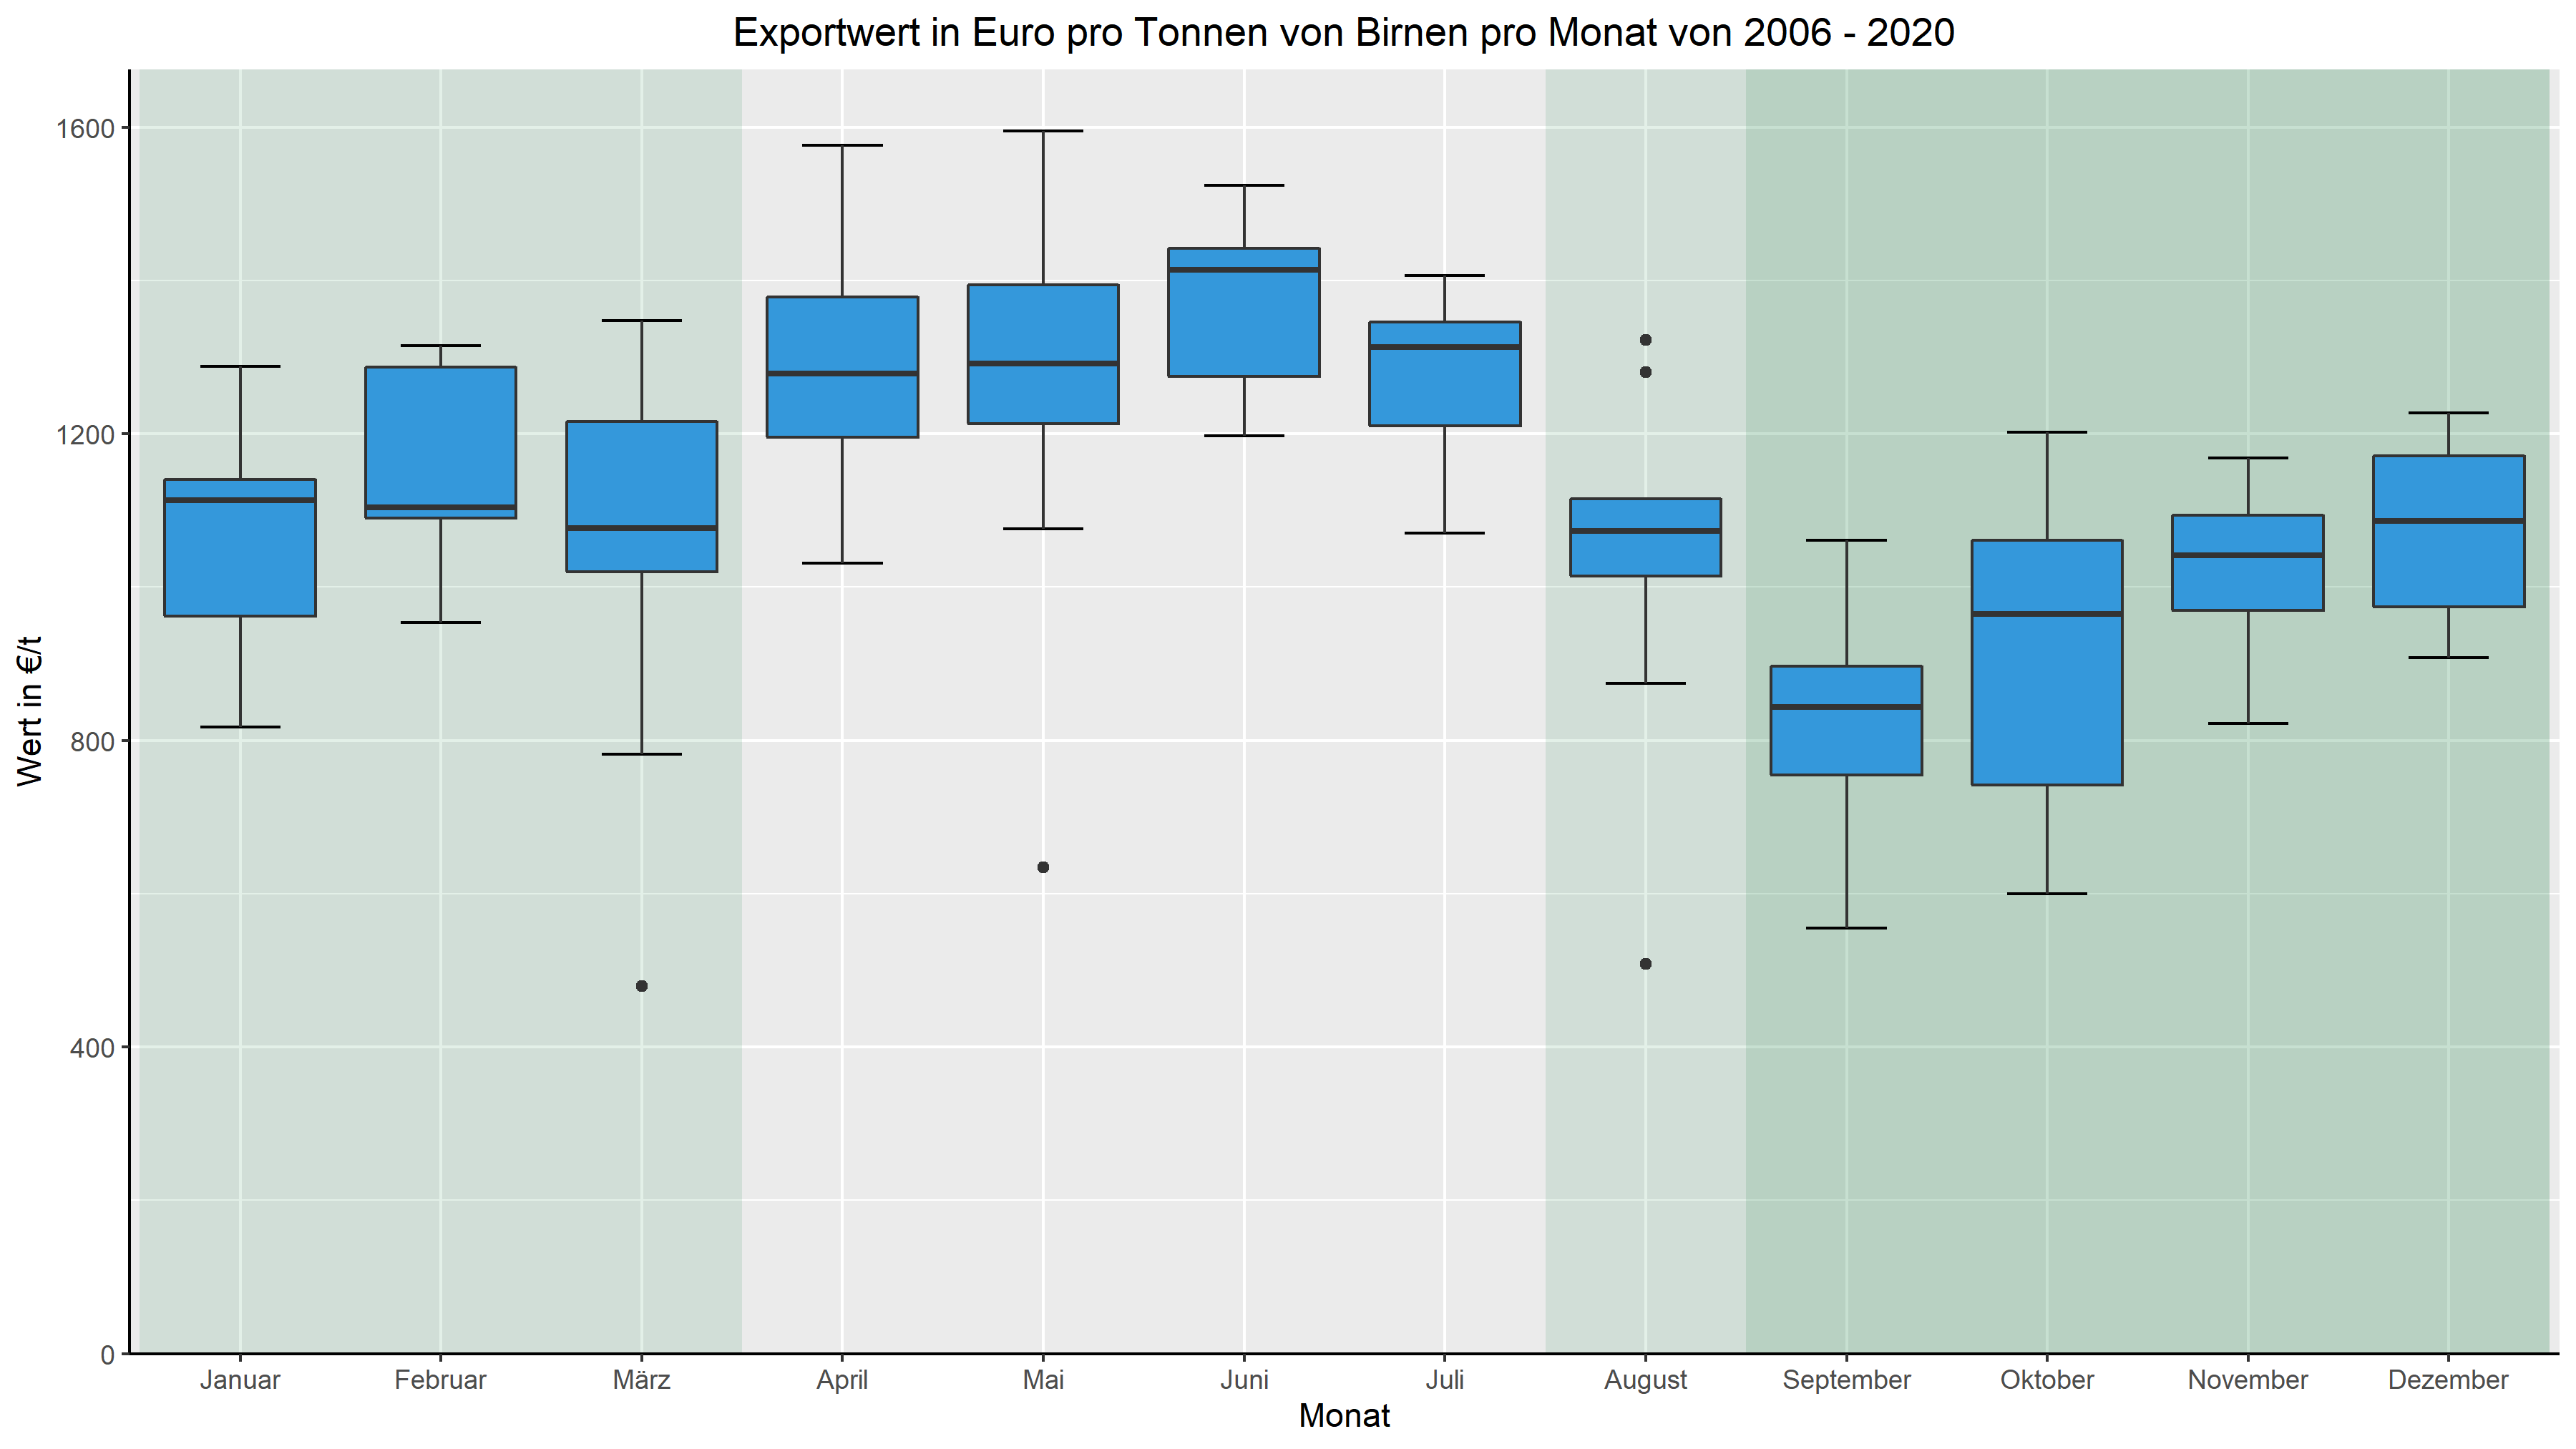 Exportwert in Euro pro Tonnen von Birnen pro Monat von 2006 - 2020
Wert in €/t
1600
1200
800
400
0
Januar Februar März April Mai Juni Juli August September Oktober November Dezember
Monat